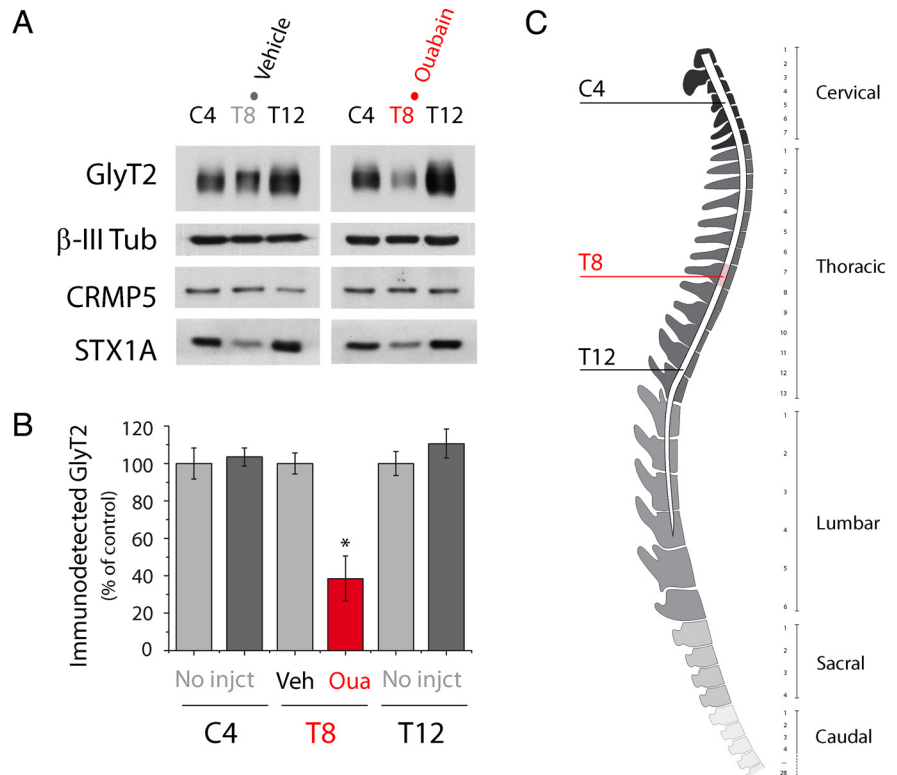 A
Vehicle
Ouabain
C4 T8 T12
C4 T8 T12
GlyT2
β-III Tub
CRMP5
STX1A
B
Immunodetected GlyT2
(% of control)
120
100
80
60
40
20
0
*
No injct
Veh
Oua
No injct
C4
T8
T12
C
C4
T8
T12
1
2
3
4
5
6
7
Cervical
1
2
3
4
5
6
7
8
9
10
11
12
13
Thoracic
1
2
3
4
5
6
Lumbar
1
2
3
4
Sacral
1
2
3
4
28
Caudal